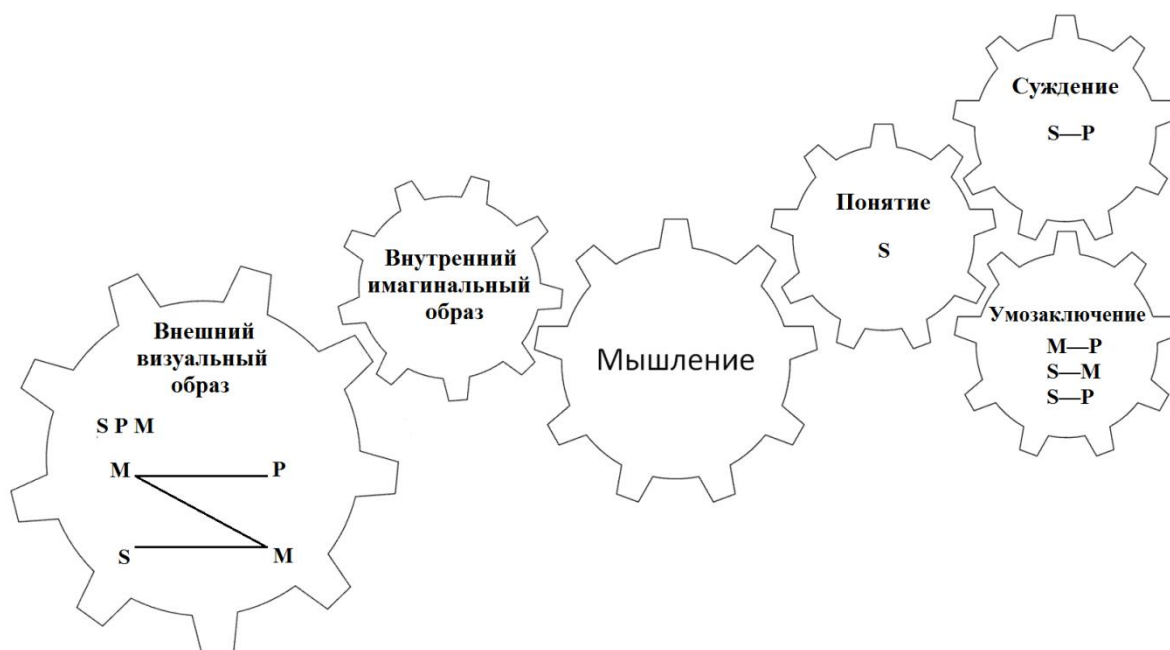 Внешний
визуальный
образ
S P M
M P
S M
Внутренний
имагинальный
образ
Мышление
Понятие
S
Суждение
S—P
Умозаключение
M—P
S—M
S—P